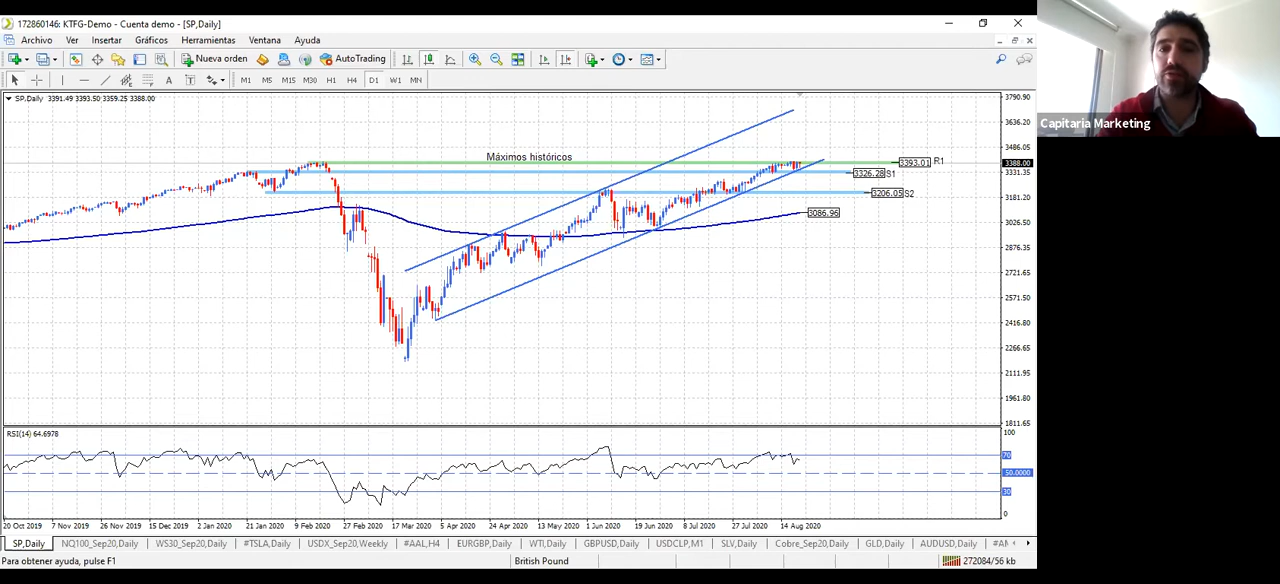 172860146: KTFG-Demo - Cuenta demo - [SP,Daily]
Archivo Ver Insertar Gráficos Herramientas Ventana Ayuda
Nueva orden AutoTrading
A T M1 M5 M15 M30 H1 H4 D1 W1 MN
SP,Daily 3391.49 3393.50 3359.25 3388.00
Capitaria Marketing
Máximos históricos
3393.01 R1
3326.28 S1
3206.05 S2
3086.96
3790.90
3636.20
3486.05
3388.00
3331.35
3181.20
3026.50
2876.35
2721.65
2571.50
2416.80
2266.65
2111.95
1961.80
1811.65
RSI(14) 64.6978
100
70
50.0000
30
0
20 Oct 2019 7 Nov 2019 26 Nov 2019 15 Dec 2019 2 Jan 2020 21 Jan 2020 9 Feb 2020 27 Feb 2020 17 Mar 2020 5 Apr 2020 24 Apr 2020 13 May 2020 1 Jun 2020 19 Jun 2020 8 Jul 2020 27 Jul 2020 14 Aug 2020
SP,Daily NQ100_Sep20,Daily WS30_Sep20,Daily #TSLA,Daily USDX_Sep20,Weekly #AAL,H4 EURGBP,Daily WTI,Daily GBPUSD,Daily USDCLP,M1 SLV,Daily Cobre_Sep20,Daily GLD,Daily AUDUSD,Daily
Para obtener ayuda, pulse F1 British Pound 272084/56 kb